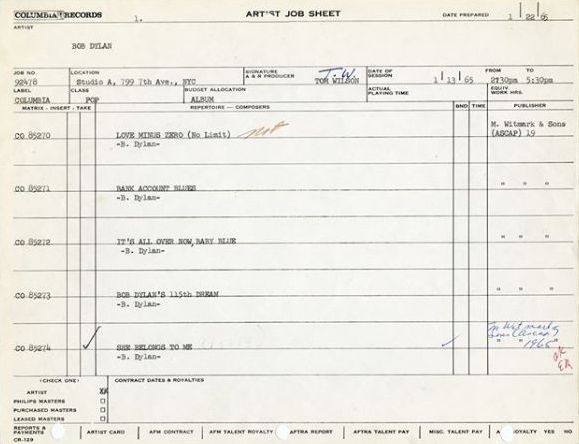 COLUMBIA RECORDS 1. ARTIST JOB SHEET DATE PREPARED 1 22 65
ARTIST
BOB DYLAN
JOB NO. LOCATION SIGNATURE A & R PRODUCER T.W. DATE OF SESSION FROM TO
92478 Studio A, 799 7th Ave., NYC TOM WILSON 1 13 65 2:30pm 5:30pm
LABEL CLASS BUDGET ALLOCATION ACTUAL PLAYING TIME EQUIV. WORK HRS.
COLUMBIA POP ALBUM
MATRIX - INSERT - TAKE REPERTOIRE — COMPOSERS BND TIME PUBLISHER
CO 85270 LOVE MINUS ZERO (No Limit) M. Witmark & Sons
-B. Dylan- (ASCAP) 19
CO 85271 BANK ACCOUNT BLUES " " "
-B. Dylan-
CO 85272 IT'S ALL OVER NOW, BABY BLUE " " "
-B. Dylan-
CO 85273 BOB DYLAN'S 115th DREAM " " "
-B. Dylan-
M Witmark &
Sons (Ascap)
CO 85274 SHE BELONGS TO ME " " 1965
-B. Dylan- OK
ER
(CHECK ONE) CONTRACT DATES & ROYALTIES
ARTIST XX
PHILIPS MASTERS
PURCHASED MASTERS
LEASED MASTERS
REPORTS & PAYMENTS ARTIST CARD AFM CONTRACT AFM TALENT ROYALTY AFTRA REPORT AFTRA TALENT PAY MISC. TALENT PAY ROYALTY YES NO
CR-129